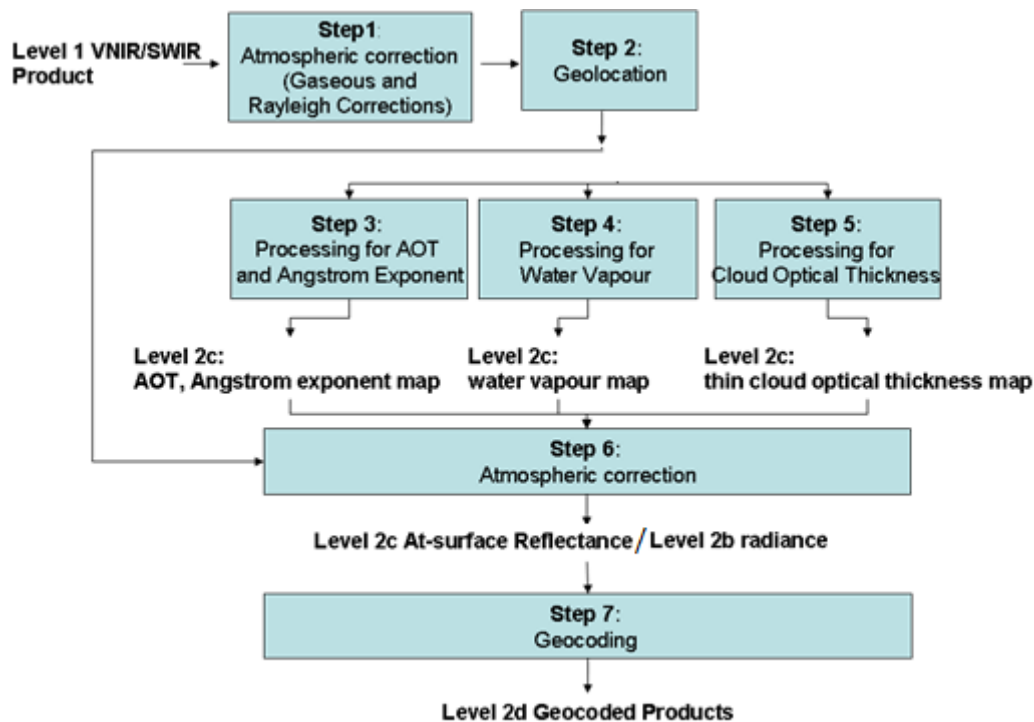 Level 1 VNIR/SWIR
Product
Step1:
Atmospheric correction
(Gaseous and
Rayleigh Corrections)
Step 2:
Geolocation
Step 3:
Processing for AOT
and Angstrom Exponent
Step 4:
Processing for
Water Vapour
Step 5:
Processing for
Cloud Optical Thickness
Level 2c:
AOT, Angstrom exponent map
Level 2c:
water vapour map
Level 2c:
thin cloud optical thickness map
Step 6:
Atmospheric correction
Level 2c At-surface Reflectance/Level 2b radiance
Step 7:
Geocoding
Level 2d Geocoded Products